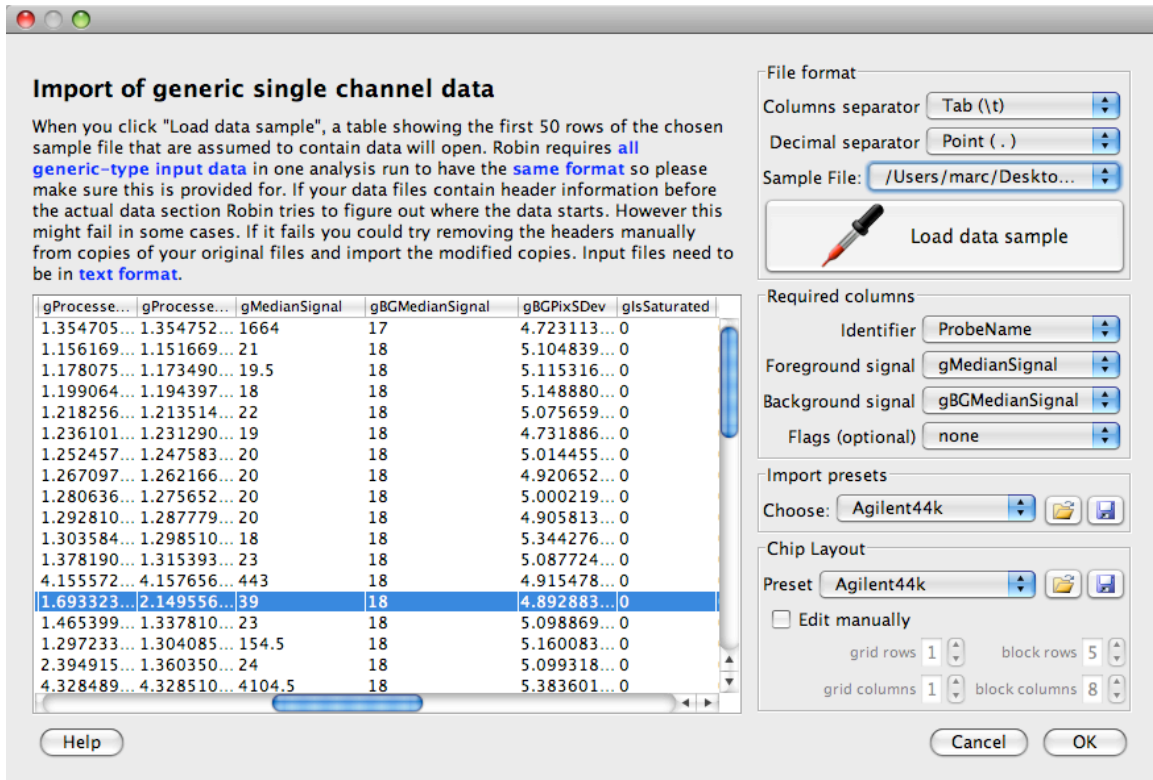 Import of generic single channel data
When you click "Load data sample", a table showing the first 50 rows of the chosen
sample file that are assumed to contain data will open. Robin requires all
generic-type input data in one analysis run to have the same format so please
make sure this is provided for. If your data files contain header information before
the actual data section Robin tries to figure out where the data starts. However this
might fail in some cases. If it fails you could try removing the headers manually
from copies of your original files and import the modified copies. Input files need to
be in text format.
gProcesse... gProcesse... gMedianSignal gBGMedianSignal gBGPixSDev gIsSaturated
1.354705... 1.354752... 1664 17 4.723113... 0
1.156169... 1.151669... 21 18 5.104839... 0
1.178075... 1.173490... 19.5 18 5.115316... 0
1.199064... 1.194397... 18 18 5.148880... 0
1.218256... 1.213514... 22 18 5.075659... 0
1.236101... 1.231290... 19 18 4.731886... 0
1.252457... 1.247583... 20 18 5.014455... 0
1.267097... 1.262166... 20 18 4.920652... 0
1.280636... 1.275652... 20 18 5.000219... 0
1.292810... 1.287779... 20 18 4.905813... 0
1.303584... 1.298510... 18 18 5.344276... 0
1.378190... 1.315393... 23 18 5.087724... 0
4.155572... 4.157656... 443 18 4.915478... 0
1.693323... 2.149556... 39 18 4.892883... 0
1.465399... 1.337810... 23 18 5.098869... 0
1.297233... 1.304085... 154.5 18 5.160083... 0
2.394915... 1.360350... 24 18 5.099318... 0
4.328489... 4.328510... 4104.5 18 5.383601... 0
Help
File format
Columns separator Tab (\t)
Decimal separator Point ( . )
Sample File: /Users/marc/Deskto...
Load data sample
Required columns
Identifier ProbeName
Foreground signal gMedianSignal
Background signal gBGMedianSignal
Flags (optional) none
Import presets
Choose: Agilent44k
Chip Layout
Preset Agilent44k
Edit manually
grid rows 1 block rows 5
grid columns 1 block columns 8
Cancel OK